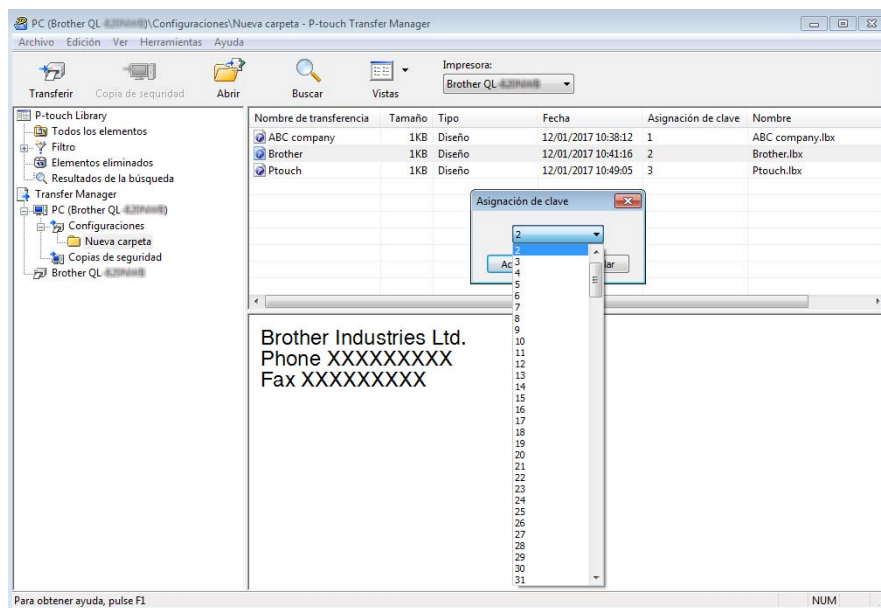 PC (Brother QL-)\Configuraciones\Nueva carpeta - P-touch Transfer Manager
Archivo Edición Ver Herramientas Ayuda
Transferir
Copia de seguridad
Abrir
Buscar
Vistas
Impresora:
Brother QL-
P-touch Library
Todos los elementos
Filtro
Elementos eliminados
Resultados de la búsqueda
Transfer Manager
PC (Brother QL-)
Configuraciones
Nueva carpeta
Copias de seguridad
Brother QL-
Nombre de transferencia Tamaño Tipo Fecha Asignación de clave Nombre
ABC company 1KB Diseño 12/01/2017 10:38:12 1 ABC company.lbx
Brother 1KB Diseño 12/01/2017 10:41:16 2 Brother.lbx
Ptouch 1KB Diseño 12/01/2017 10:49:05 3 Ptouch.lbx
Asignación de clave
2
2
3
4
5
6
7
8
9
10
11
12
13
14
15
16
17
18
19
20
21
22
23
24
25
26
27
28
29
30
31
Brother Industries Ltd.
Phone XXXXXXXXX
Fax XXXXXXXXX
Para obtener ayuda, pulse F1
NUM